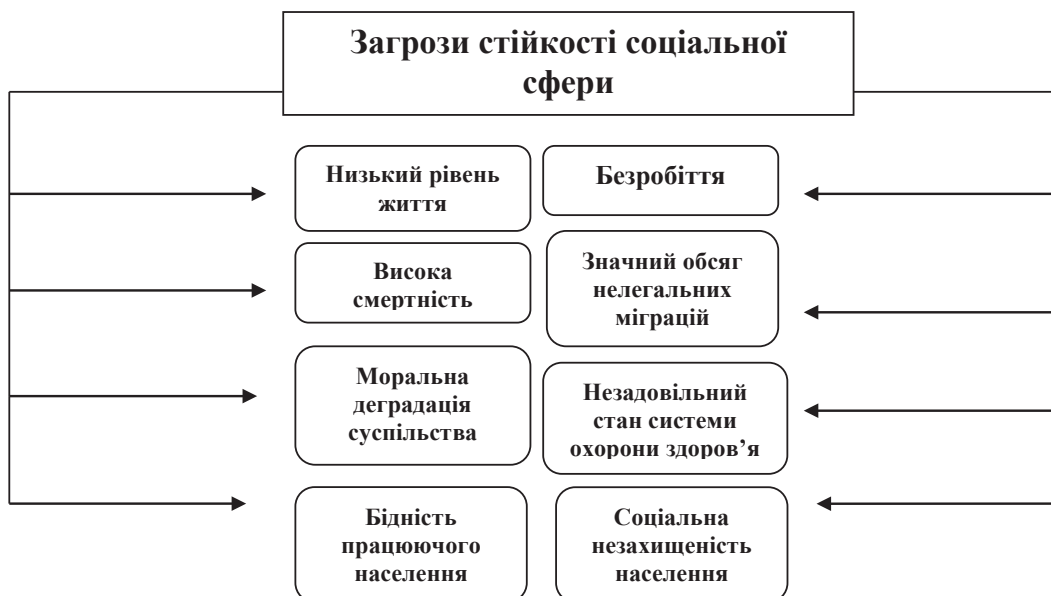 Загрози стійкості соціальної
сфери
Низький рівень
життя
Безробіття
Висока
смертність
Значний обсяг
нелегальних
міграцій
Моральна
деградація
суспільства
Незадовільний
стан системи
охорони здоров’я
Бідність
працюючого
населення
Соціальна
незахищеність
населення